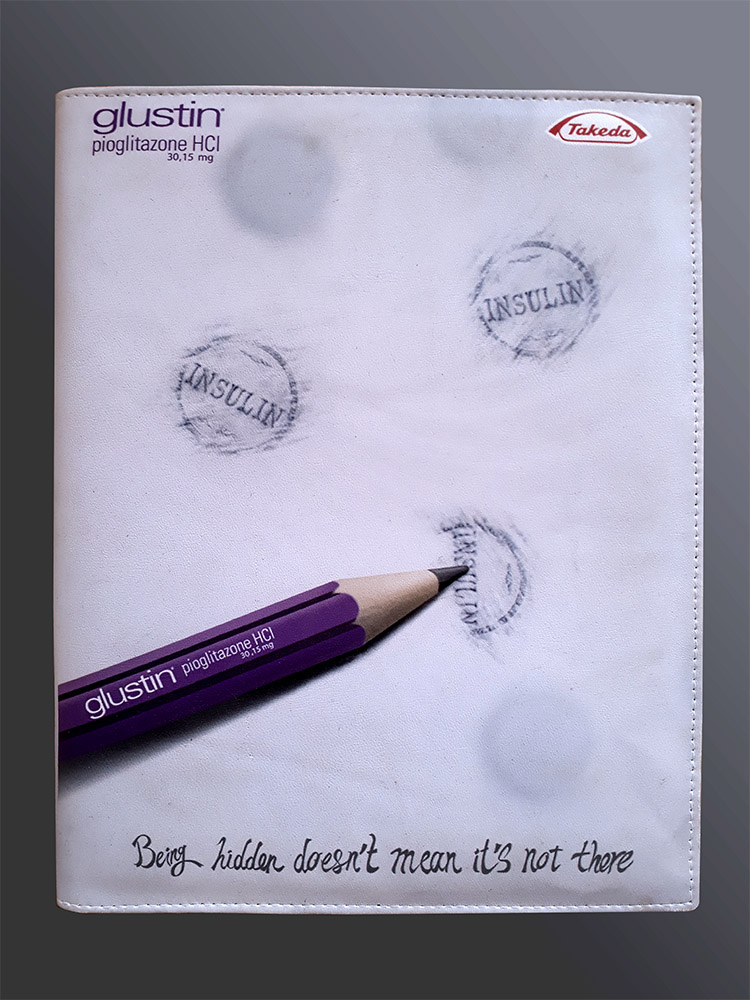 glustin®
pioglitazone HCl
30,15 mg
Takeda
INSULIN
INSULIN
INSULIN
glustin® pioglitazone HCl
30,15 mg
Being hidden doesn't mean it's not there